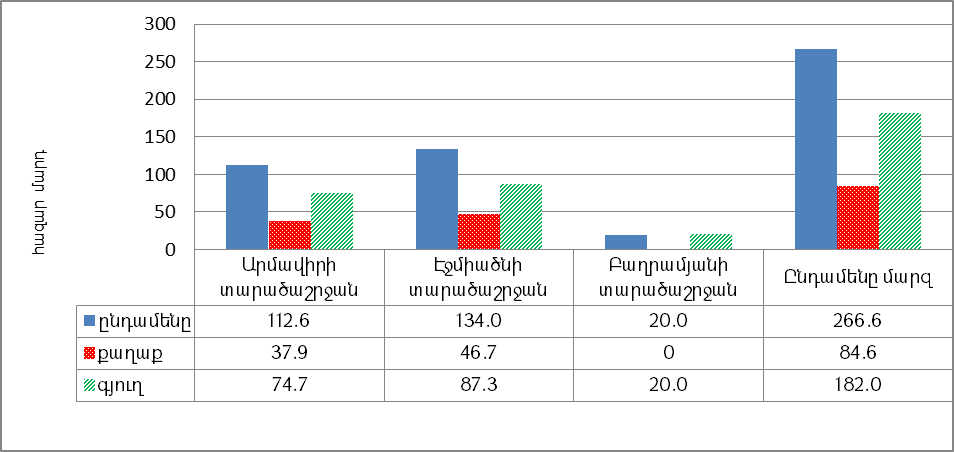 300
250
200
150
100
50
0
հազար մարդ
Արմավիրի տարածաշրջան
Էջմիածնի տարածաշրջան
Բաղրամյանի տարածաշրջան
Ընդամենը մարզ
ընդամենը 112.6 134.0 20.0 266.6
քաղաք 37.9 46.7 0 84.6
գյուղ 74.7 87.3 20.0 182.0